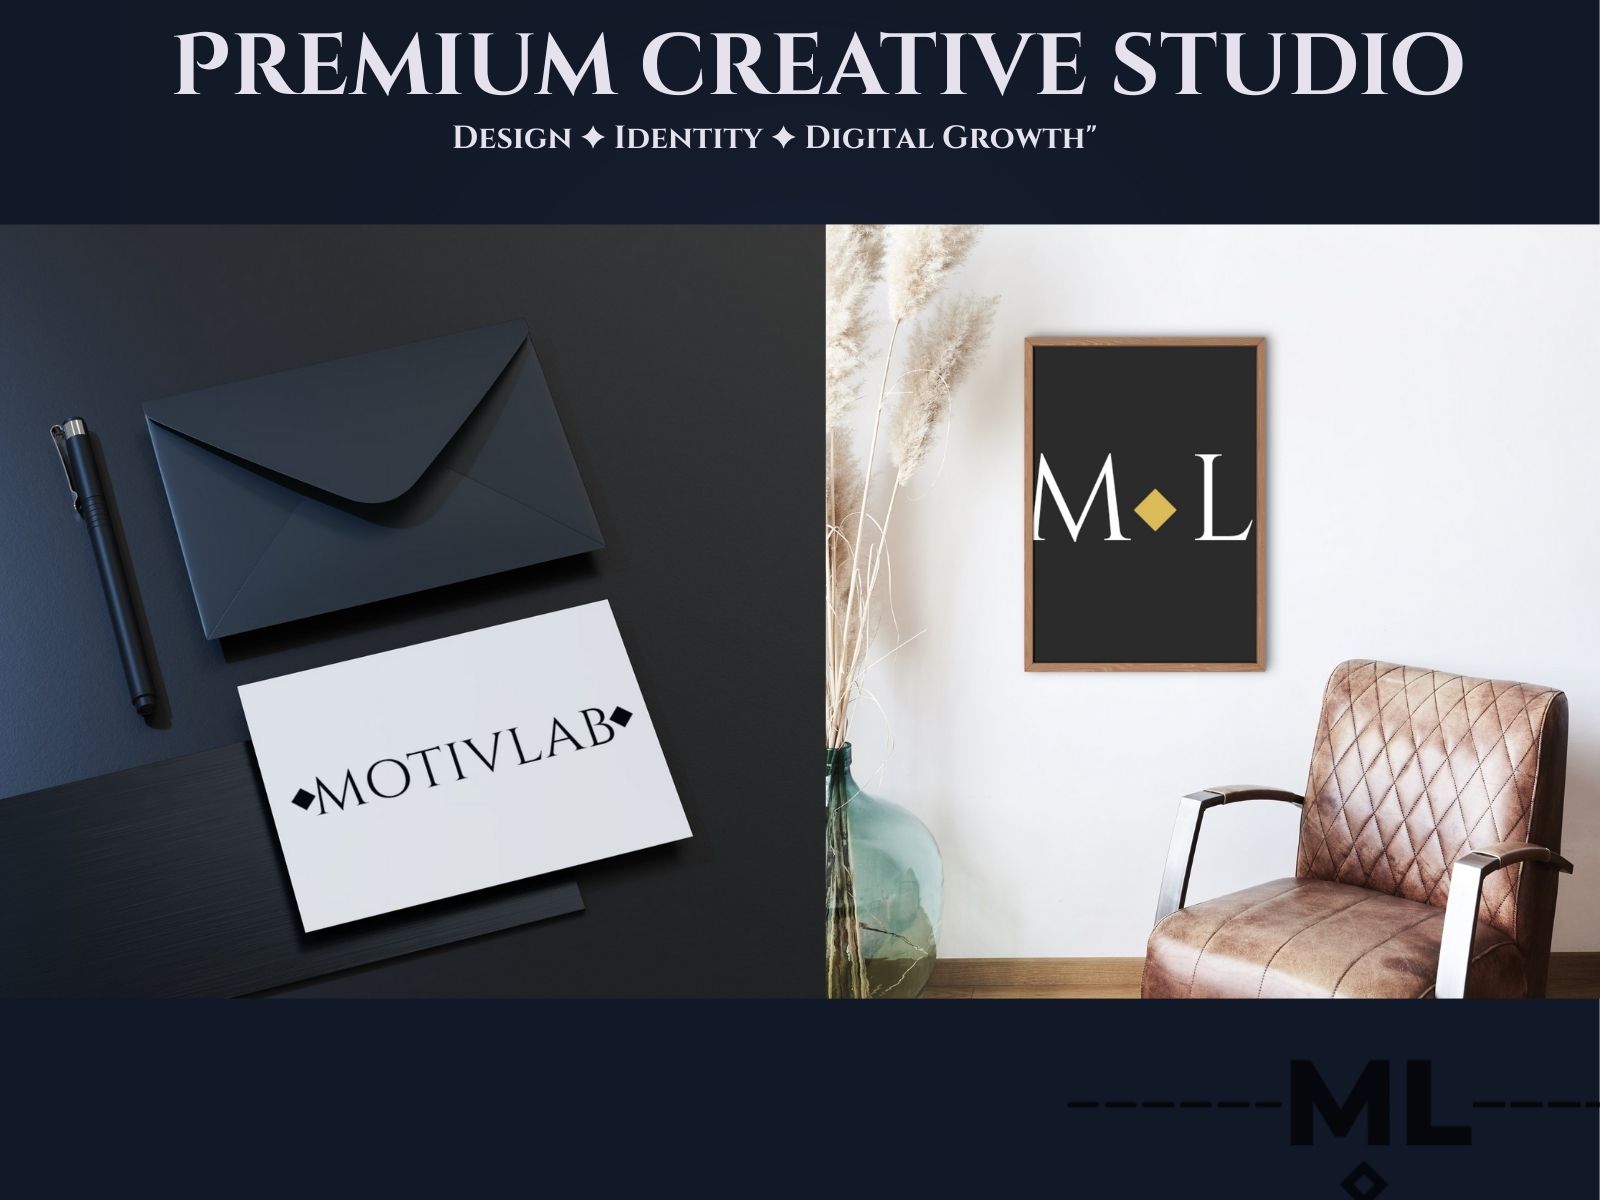 PREMIUM CREATIVE STUDIO
Design ✦ Identity ✦ Digital Growth"
◆MOTIVLAB◆
M◆L
ML